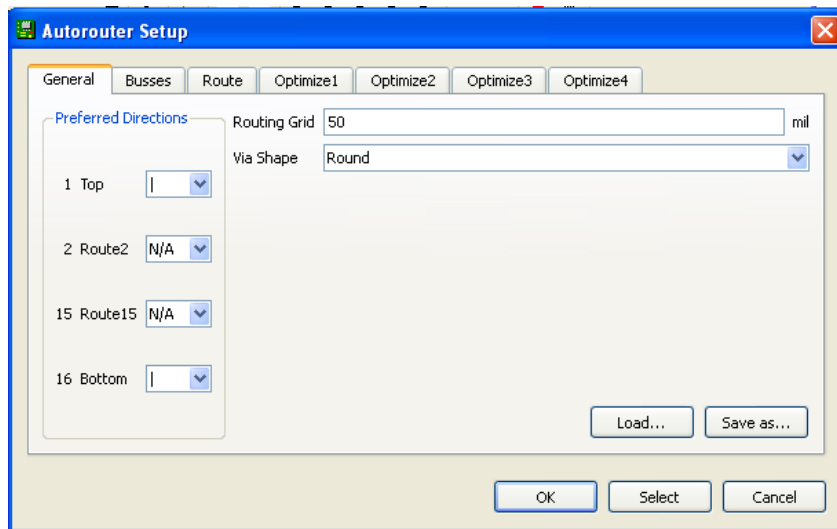 Autorouter Setup
General Busses Route Optimize1 Optimize2 Optimize3 Optimize4
Preferred Directions
Routing Grid 50 mil
Via Shape Round
1 Top |
2 Route2 N/A
15 Route15 N/A
16 Bottom |
Load... Save as...
OK Select Cancel